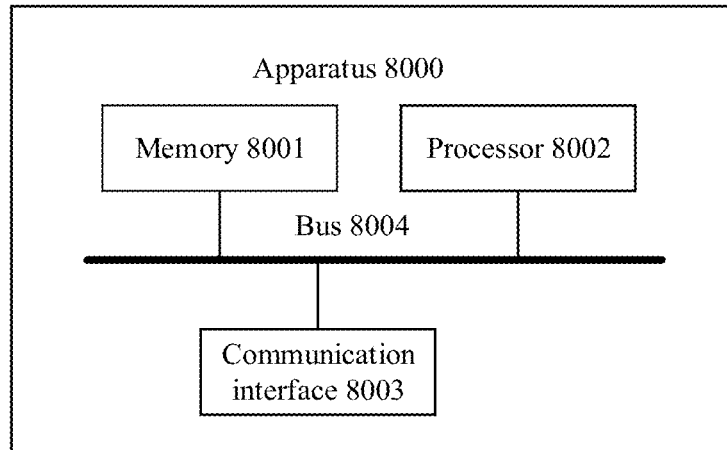 Apparatus 8000
Memory 8001
Processor 8002
Bus 8004
Communication
interface 8003